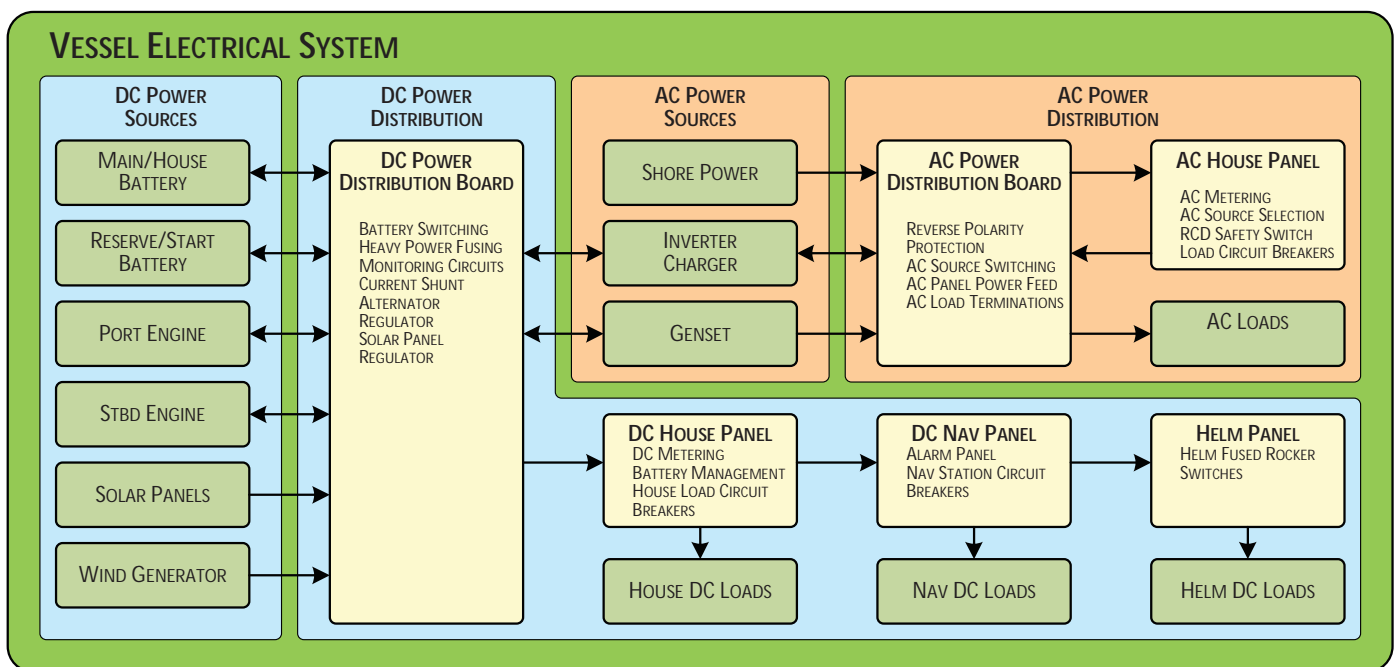 VESSEL ELECTRICAL SYSTEM
DC POWER
SOURCES
MAIN/HOUSE
BATTERY
RESERVE/START
BATTERY
PORT ENGINE
STBD ENGINE
SOLAR PANELS
WIND GENERATOR
DC POWER
DISTRIBUTION
DC POWER
DISTRIBUTION BOARD
BATTERY SWITCHING
HEAVY POWER FUSING
MONITORING CIRCUITS
CURRENT SHUNT
ALTERNATOR
REGULATOR
SOLAR PANEL
REGULATOR
AC POWER
SOURCES
SHORE POWER
INVERTER
CHARGER
GENSET
AC POWER
DISTRIBUTION
AC POWER
DISTRIBUTION BOARD
REVERSE POLARITY
PROTECTION
AC SOURCE SWITCHING
AC PANEL POWER FEED
AC LOAD TERMINATIONS
AC HOUSE PANEL
AC METERING
AC SOURCE SELECTION
RCD SAFETY SWITCH
LOAD CIRCUIT BREAKERS
AC LOADS
DC HOUSE PANEL
DC METERING
BATTERY MANAGEMENT
HOUSE LOAD CIRCUIT
BREAKERS
HOUSE DC LOADS
DC NAV PANEL
ALARM PANEL
NAV STATION CIRCUIT
BREAKERS
NAV DC LOADS
HELM PANEL
HELM FUSED ROCKER
SWITCHES
HELM DC LOADS